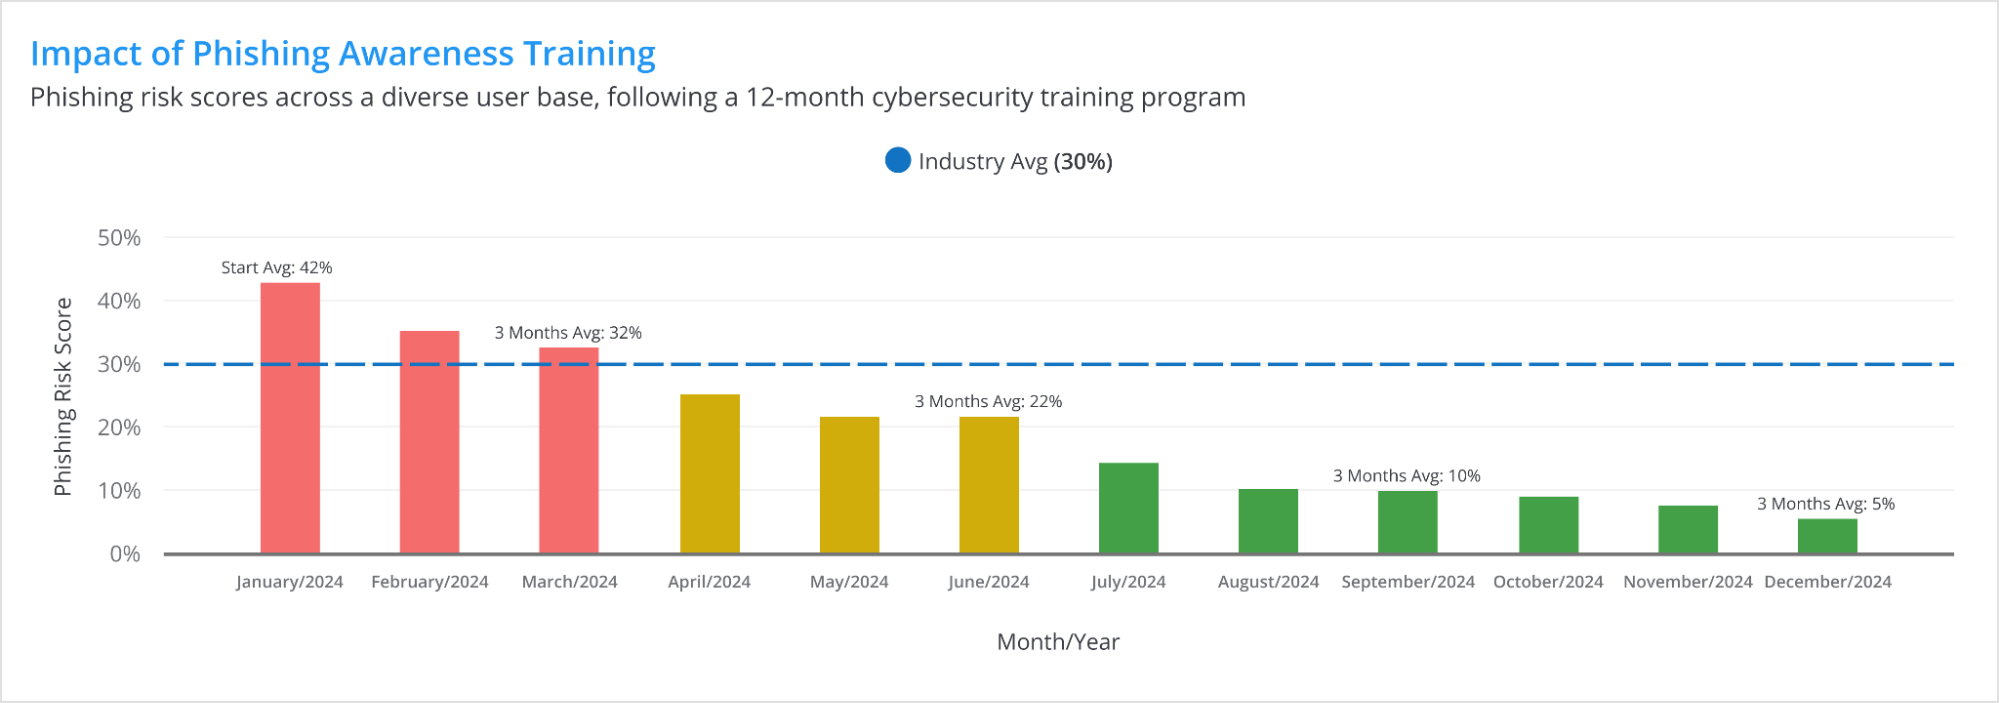 Impact of Phishing Awareness Training
Phishing risk scores across a diverse user base, following a 12-month cybersecurity training program
Industry Avg (30%)
Phishing Risk Score
50%
40%
30%
20%
10%
0%
Start Avg: 42%
3 Months Avg: 32%
3 Months Avg: 22%
3 Months Avg: 10%
3 Months Avg: 5%
January/2024 February/2024 March/2024 April/2024 May/2024 June/2024 July/2024 August/2024 September/2024 October/2024 November/2024 December/2024
Month/Year